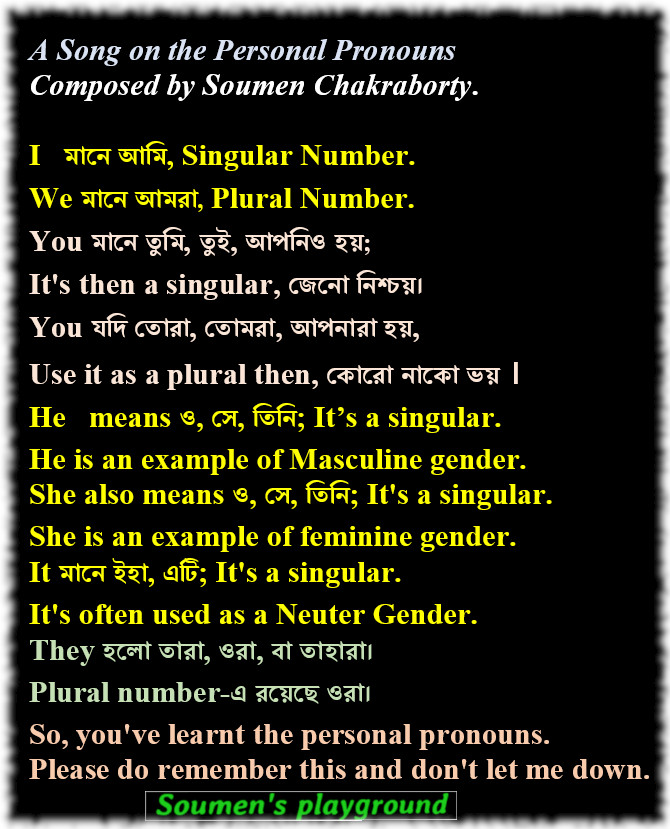 A Song on the Personal Pronouns
Composed by Soumen Chakraborty.
I মানে আমি, Singular Number.
We মানে আমরা, Plural Number.
You মানে তুমি, তুই, আপনিও হয়;
It's then a singular, জেনো নিশ্চয়।
You যদি তোরা, তোমরা, আপনারা হয়,
Use it as a plural then, কোরো নাকো ভয় |
He means ও, সে, তিনি; It’s a singular.
He is an example of Masculine gender.
She also means ও, সে, তিনি; It's a singular.
She is an example of feminine gender.
It মানে ইহা, এটি; It's a singular.
It's often used as a Neuter Gender.
They হলো তারা, ওরা, বা তাহারা।
Plural number-এ রয়েছে ওরা।
So, you've learnt the personal pronouns.
Please do remember this and don't let me down.
Soumen's playground